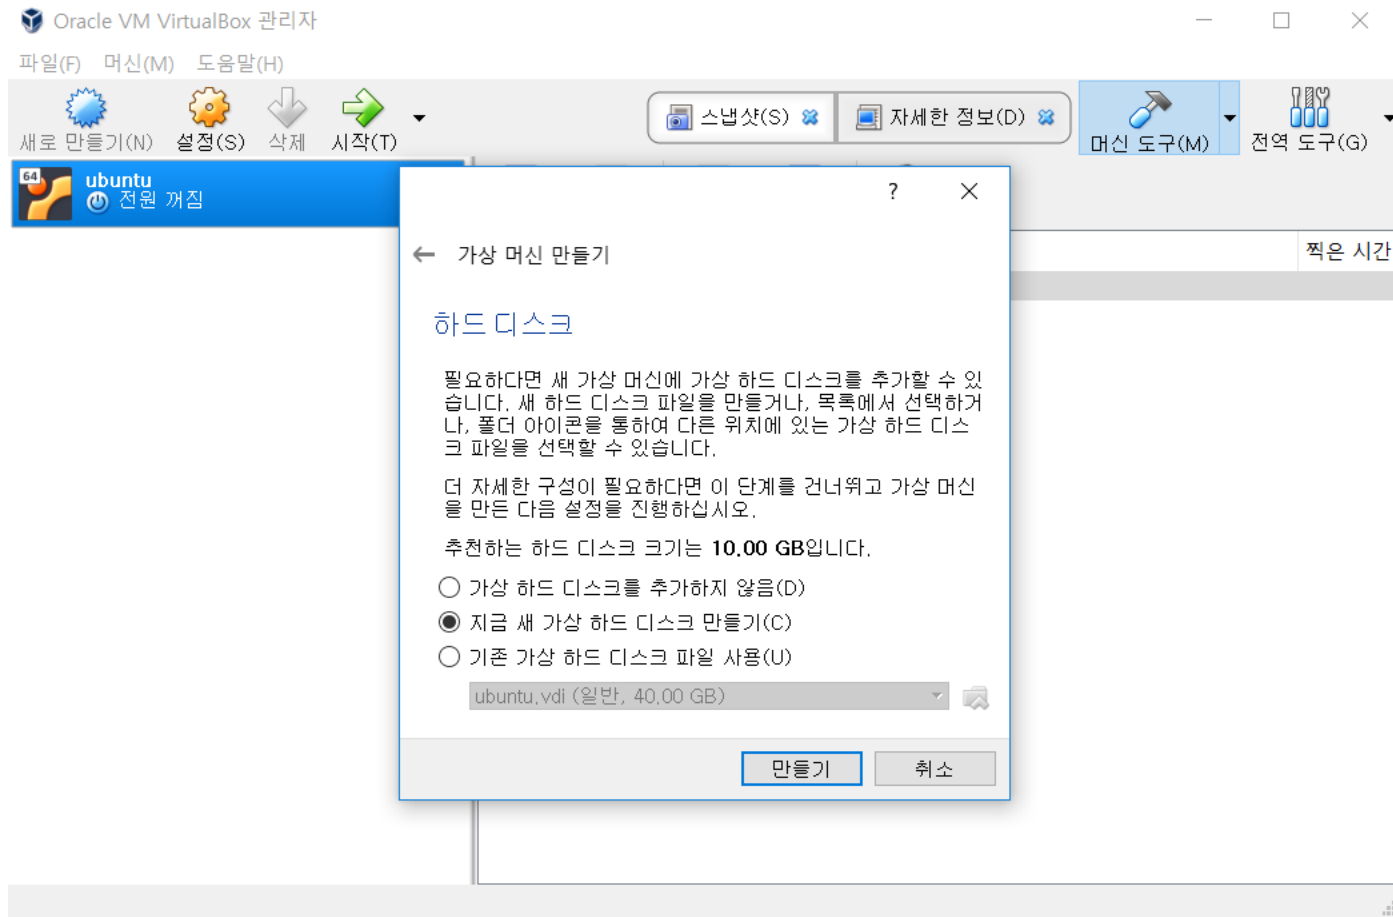 Oracle VM VirtualBox 관리자
파일(F) 머신(M) 도움말(H)
새로 만들기(N) 설정(S) 삭제 시작(T) 스냅샷(S) 자세한 정보(D) 머신 도구(M) 전역 도구(G)
64
ubuntu
전원 꺼짐
찍은 시간
?
가상 머신 만들기
하드 디스크
필요하다면 새 가상 머신에 가상 하드 디스크를 추가할 수 있
습니다. 새 하드 디스크 파일을 만들거나, 목록에서 선택하거
나, 폴더 아이콘을 통하여 다른 위치에 있는 가상 하드 디스
크 파일을 선택할 수 있습니다.
더 자세한 구성이 필요하다면 이 단계를 건너뛰고 가상 머신
을 만든 다음 설정을 진행하십시오.
추천하는 하드 디스크 크기는 10.00 GB입니다.
가상 하드 디스크를 추가하지 않음(D)
지금 새 가상 하드 디스크 만들기(C)
기존 가상 하드 디스크 파일 사용(U)
ubuntu.vdi (일반, 40.00 GB)
만들기 취소